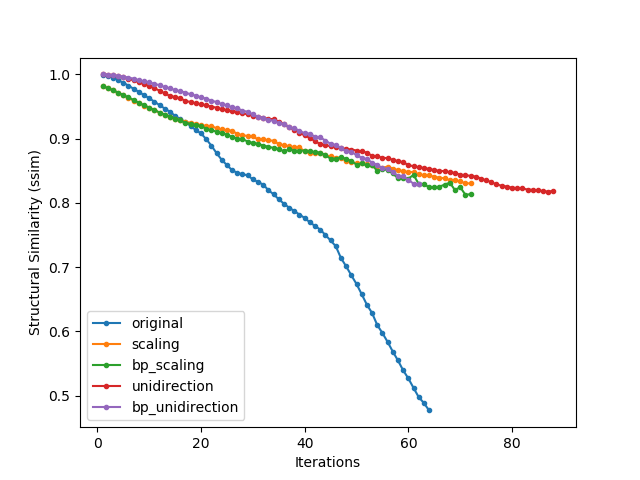 1.0
0.9
0.8
0.7
0.6
0.5
Structural Similarity (ssim)
original
scaling
bp_scaling
unidirection
bp_unidirection
0 20 40 60 80
Iterations